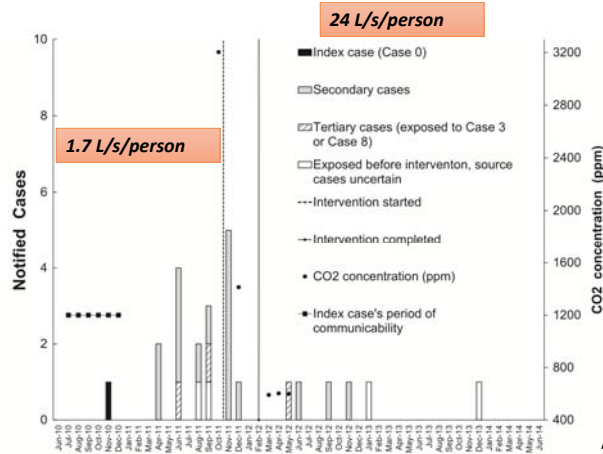 24 L/s/person
10
3200
Index case (Case 0)
Secondary cases
2800
8
Tertiary cases (exposed to Case 3
or Case 8)
1.7 L/s/person
2400
Exposed before interventon, source
cases uncertain
6
Intervention started
2000
Intervention completed
Notified Cases
CO2 concentration (ppm)
1600
4
CO2 concentration (ppm)
Index case's period of
communicability
1200
2
800
0
400
Jun-10
Jul-10
Aug-10
Sep-10
Oct-10
Nov-10
Dec-10
Jan-11
Feb-11
Mar-11
Apr-11
May-11
Jun-11
Jul-11
Aug-11
Sep-11
Oct-11
Nov-11
Dec-11
Jan-12
Feb-12
Mar-12
Apr-12
May-12
Jun-12
Jul-12
Aug-12
Sep-12
Oct-12
Nov-12
Dec-12
Jan-13
Feb-13
Mar-13
Apr-13
May-13
Jun-13
Jul-13
Aug-13
Sep-13
Oct-13
Nov-13
Dec-13
Jan-14
Feb-14
Mar-14
Apr-14
May-14
Jun-14